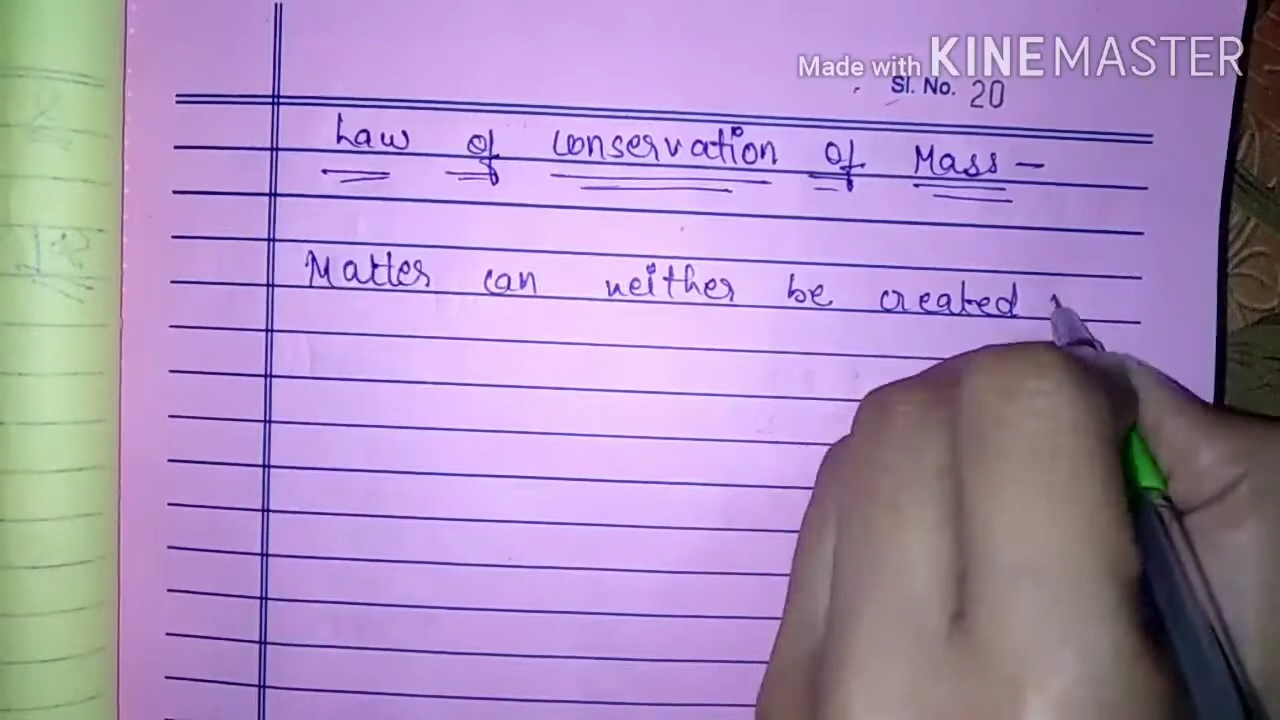 Made with KINEMASTER
Sl. No. 20
Law of conservation of Mass -
Matter can neither be created